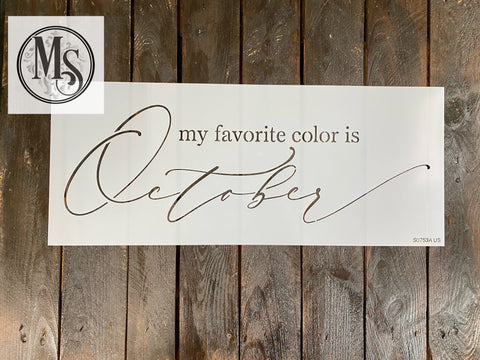 MS
my favorite color is
October
S0753A US